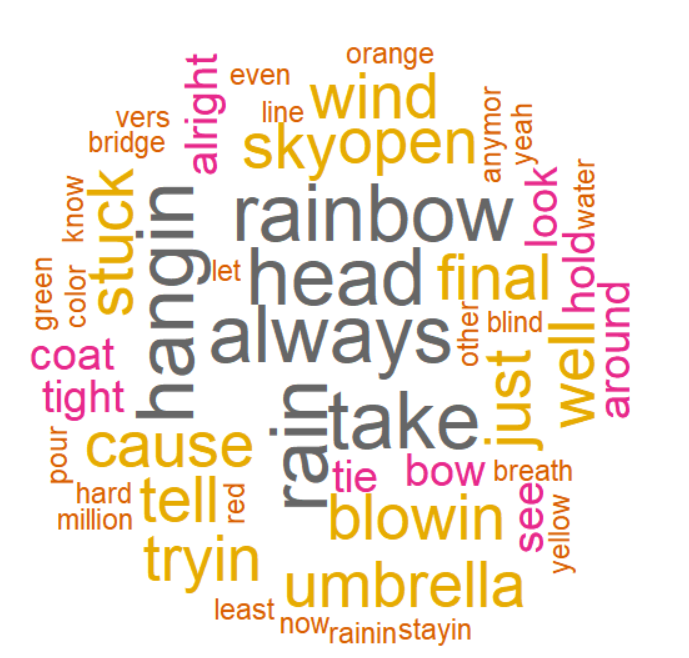 orange
even
alright
wind
line
vers
bridge
sky
open
anymor
yeah
know
stuck
hangin
rainbow
look
water
let
head
final
hold
green
color
always
other
blind
well
around
coat
tight
just
rain
take
cause
pour
tie
bow
breath
hard
million
tell
red
blowin
see
yellow
tryin
umbrella
least
now
rainin
stayin